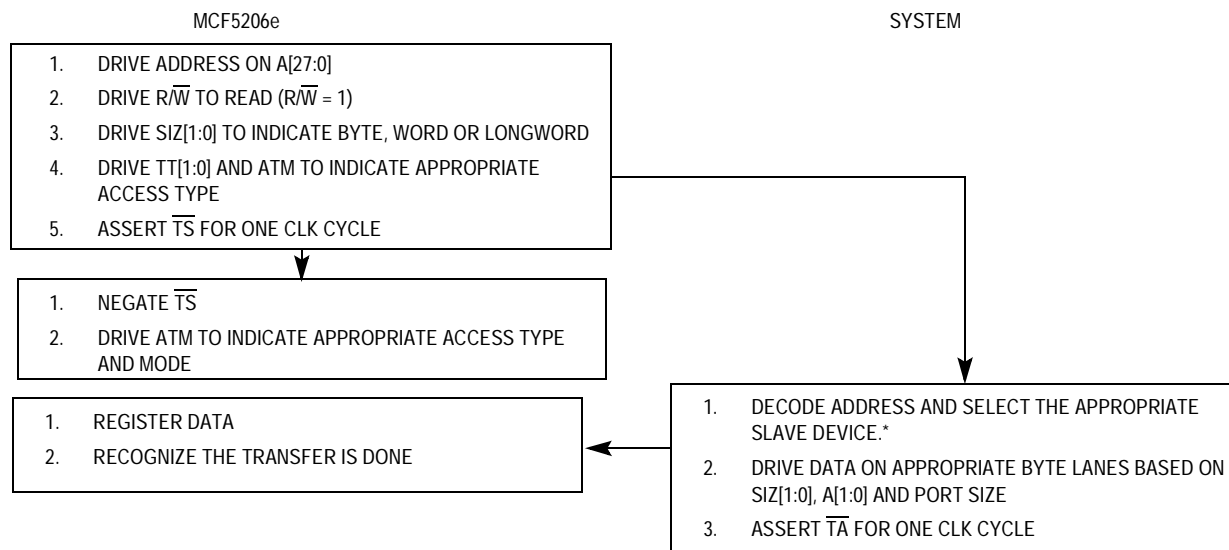 MCF5206e
SYSTEM
1. DRIVE ADDRESS ON A[27:0]
2. DRIVE R/W̅ TO READ (R/W̅ = 1)
3. DRIVE SIZ[1:0] TO INDICATE BYTE, WORD OR LONGWORD
4. DRIVE TT[1:0] AND ATM TO INDICATE APPROPRIATE
ACCESS TYPE
5. ASSERT T̅S̅ FOR ONE CLK CYCLE
1. NEGATE T̅S̅
2. DRIVE ATM TO INDICATE APPROPRIATE ACCESS TYPE
AND MODE
1. REGISTER DATA
2. RECOGNIZE THE TRANSFER IS DONE
1. DECODE ADDRESS AND SELECT THE APPROPRIATE
SLAVE DEVICE.*
2. DRIVE DATA ON APPROPRIATE BYTE LANES BASED ON
SIZ[1:0], A[1:0] AND PORT SIZE
3. ASSERT T̅A̅ FOR ONE CLK CYCLE